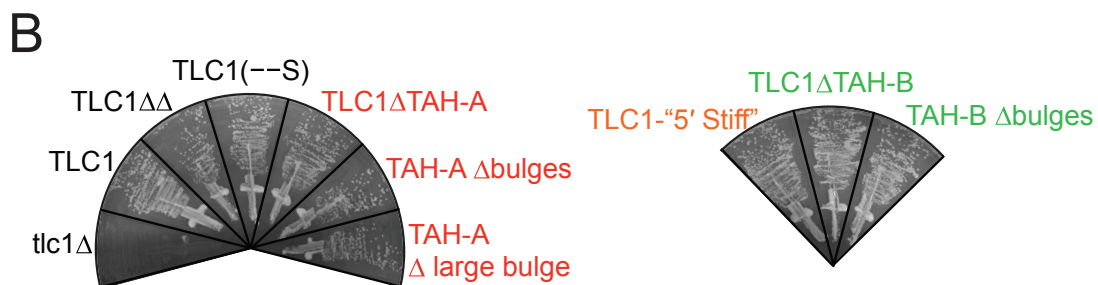 B
TLC1(−−S)
TLC1ΔΔ
TLC1ΔTAH-A
TLC1
TAH-A Δbulges
tlc1Δ
TAH-A
Δ large bulge
TLC1ΔTAH-B
TLC1-“5′ Stiff”
TAH-B Δbulges